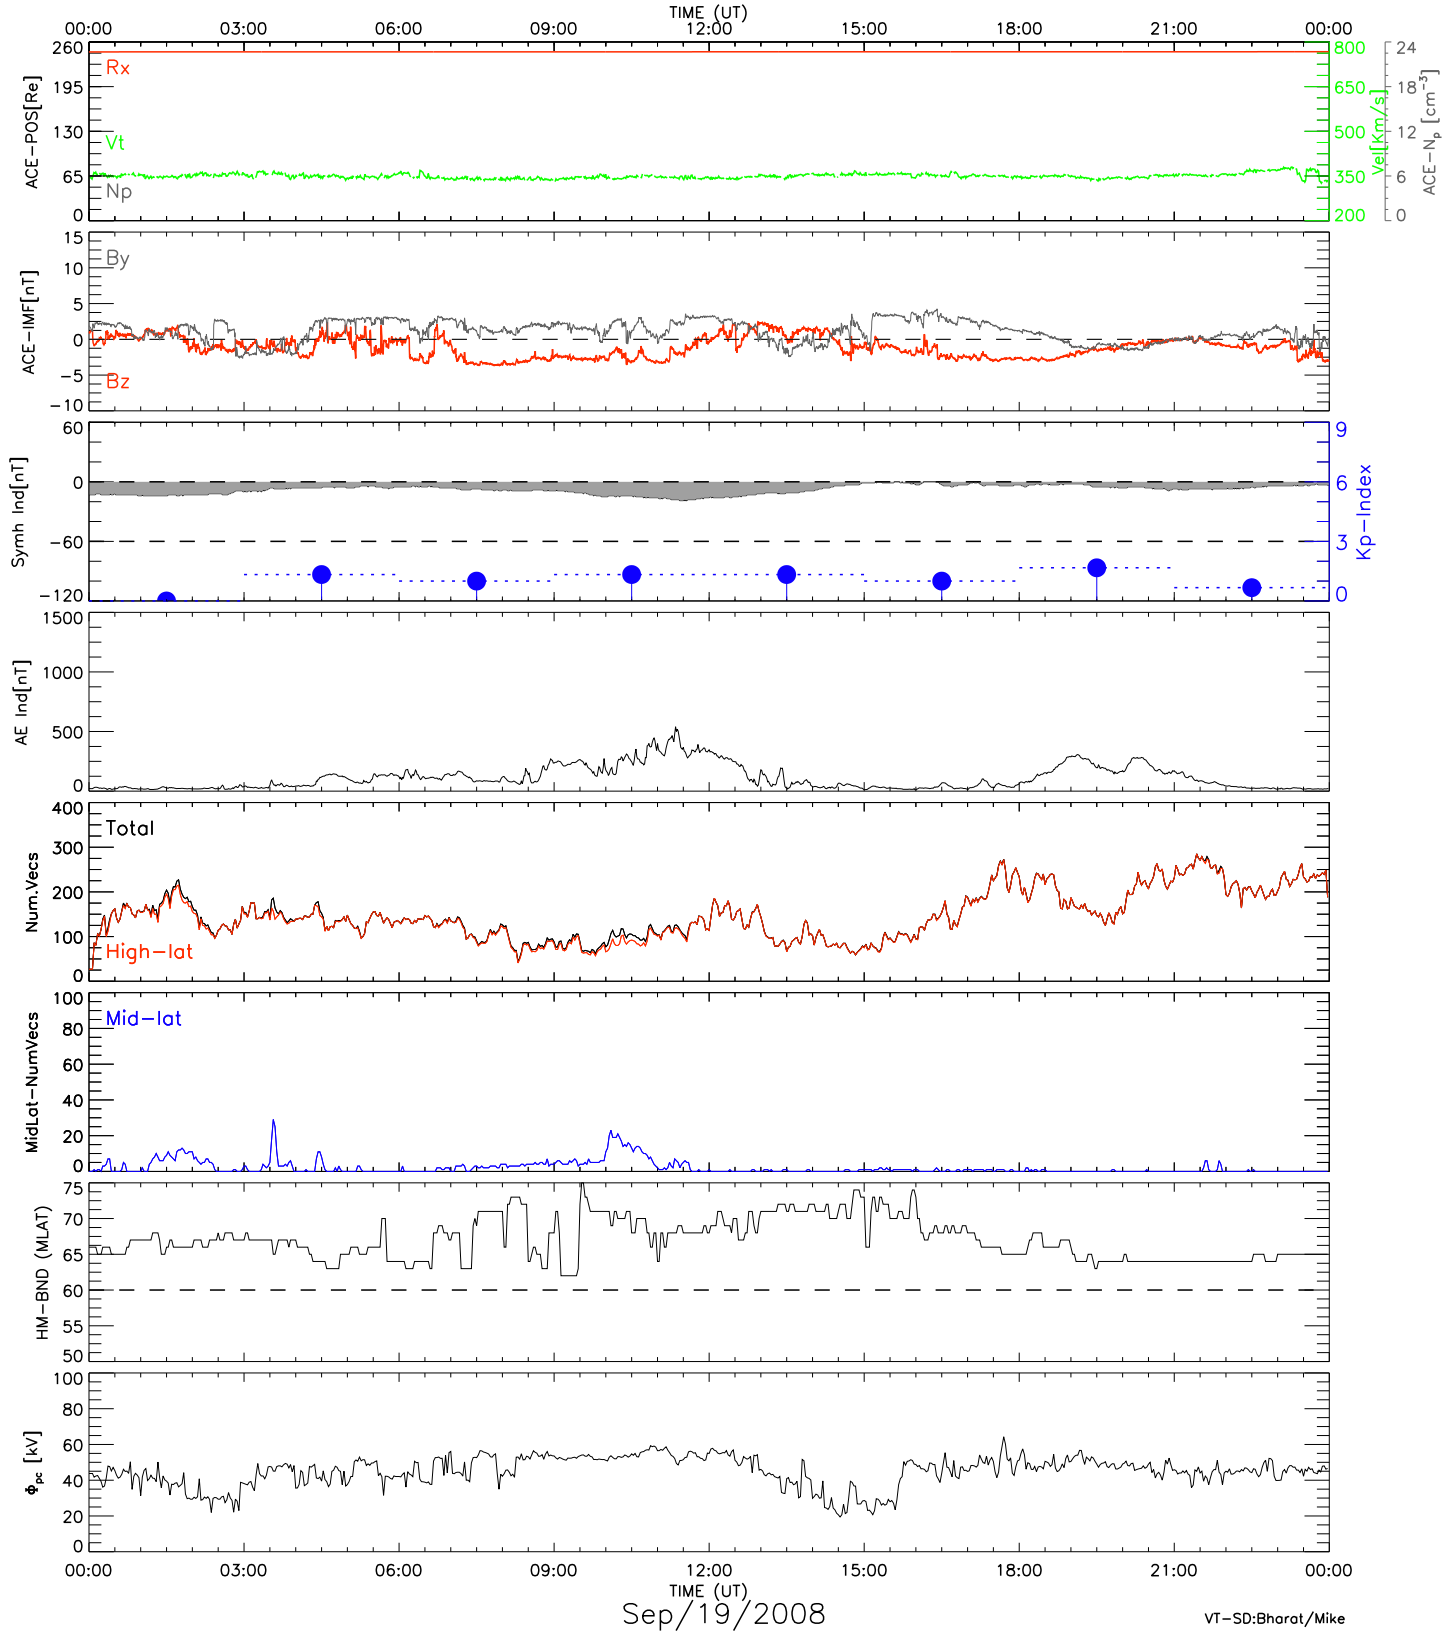 TIME (UT)
00:00 03:00 06:00 09:00 12:00 15:00 18:00 21:00 00:00
ACE-POS[Re]
260
195
130
65
0
Rx
Vt
Np
800
650
500
350
200
Vel[Km/s]
24
18
12
6
0
ACE-Np [cm-3]
ACE-IMF[nT]
15
10
5
0
-5
-10
By
Bz
Symh Ind[nT]
60
0
-60
-120
9
6
3
0
Kp-Index
AE Ind[nT]
1500
1000
500
0
Num.Vecs
400
300
200
100
0
Total
High-lat
MidLat-NumVecs
100
80
60
40
20
0
Mid-lat
HM-BND (MLAT)
75
70
65
60
55
50
Φpc [kV]
100
80
60
40
20
0
00:00 03:00 06:00 09:00 12:00 15:00 18:00 21:00 00:00
TIME (UT)
Sep/19/2008
VT-SD:Bharat/Mike